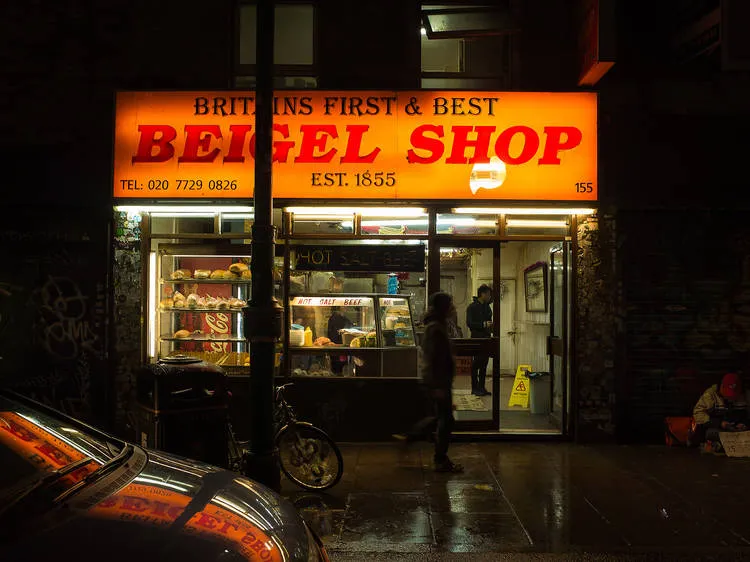 BRITAINS FIRST & BEST
BEIGEL SHOP
EST. 1855
TEL: 020 7729 0826
155
HOT SALT BEEF
HOT SALT BEEF